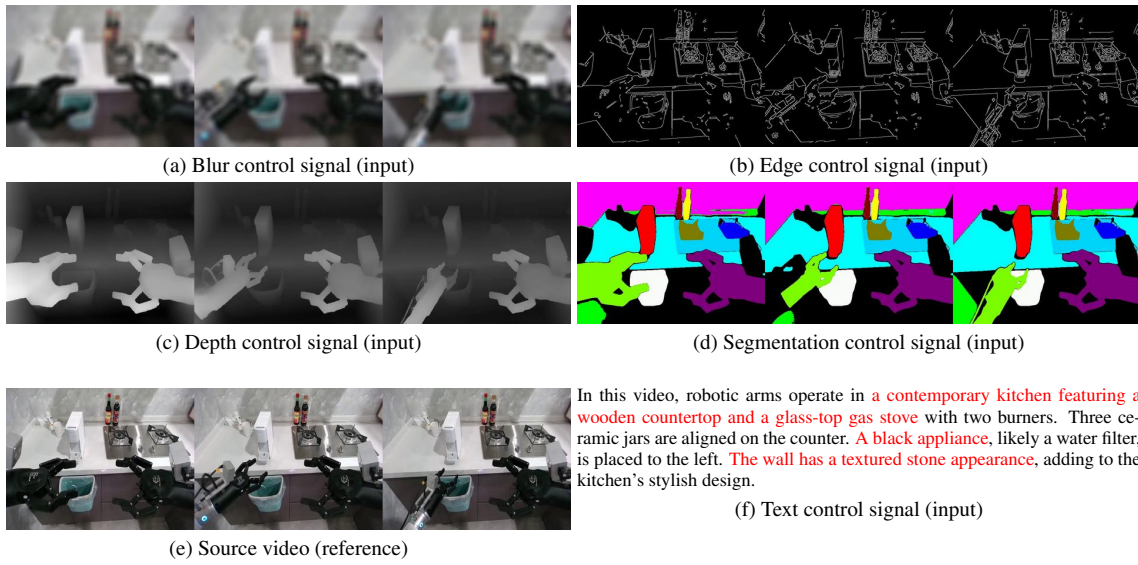 (a) Blur control signal (input)
(b) Edge control signal (input)
(c) Depth control signal (input)
(d) Segmentation control signal (input)
(e) Source video (reference)
In this video, robotic arms operate in a contemporary kitchen featuring a
wooden countertop and a glass-top gas stove with two burners. Three ce-
ramic jars are aligned on the counter. A black appliance, likely a water filter,
is placed to the left. The wall has a textured stone appearance, adding to the
kitchen's stylish design.
(f) Text control signal (input)